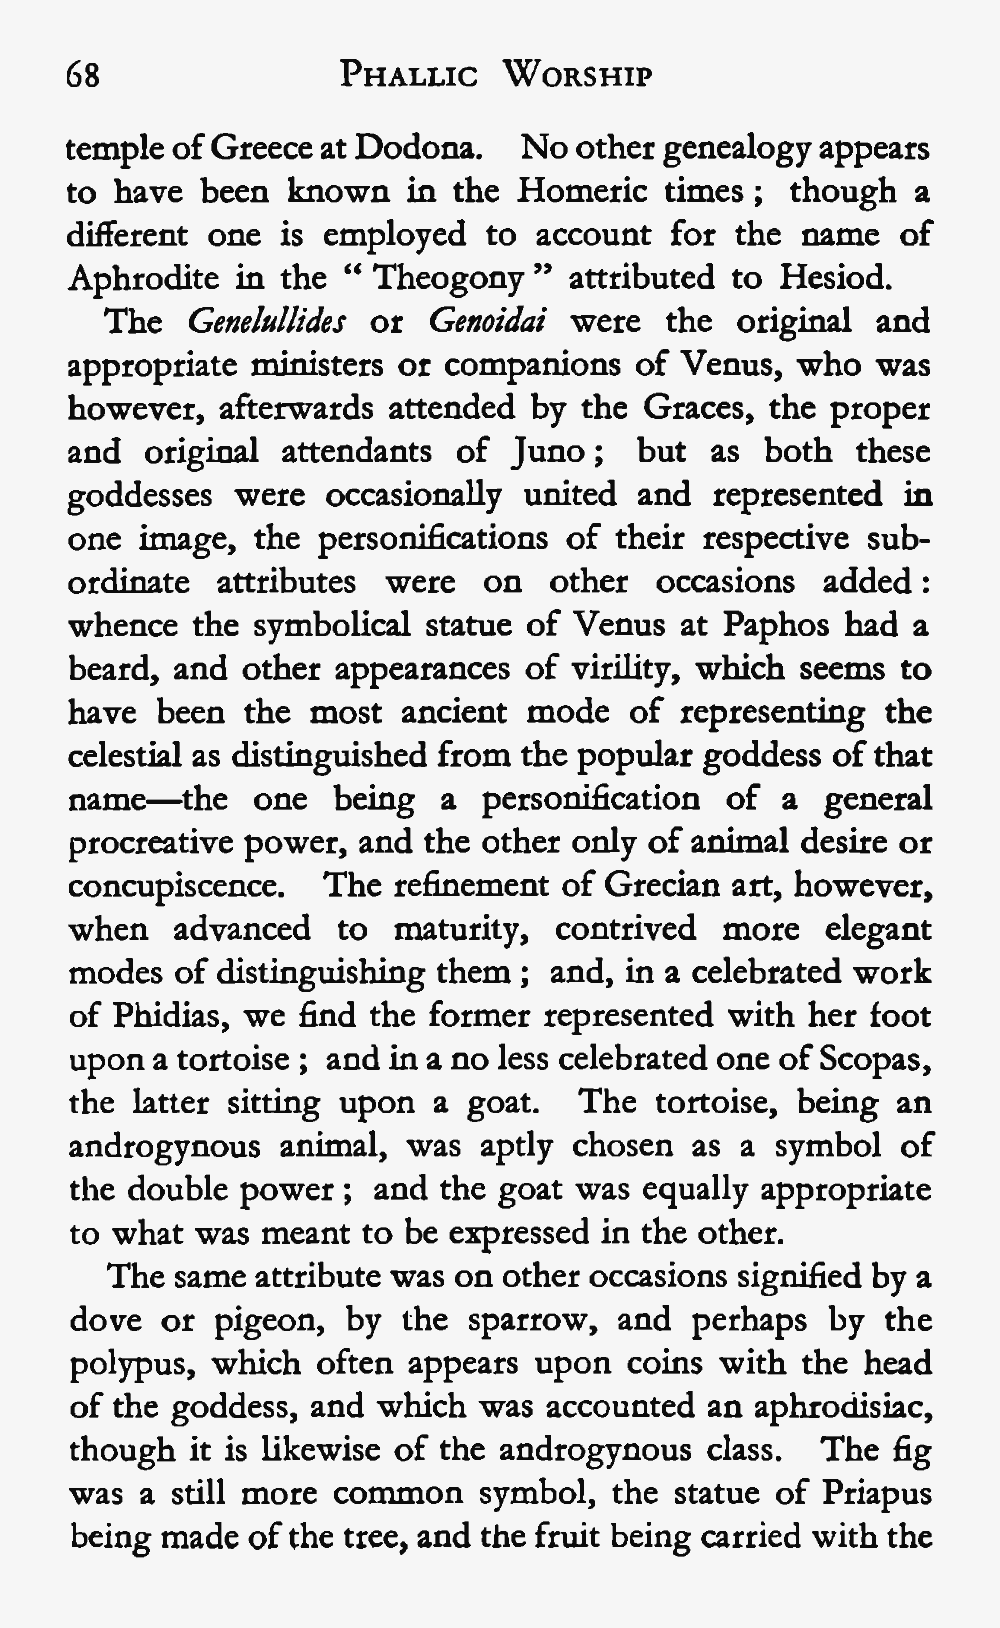 68 Phallic Worship
temple of Greece at Dodona. No other genealogy appears
to have been known in the Homeric times ; though a
different one is employed to account for the name of
Aphrodite in the “ Theogony ” attributed to Hesiod.
The Genelullides or Genoidai were the original and
appropriate ministers or companions of Venus, who was
however, afterwards attended by the Graces, the proper
and original attendants of Juno ; but as both these
goddesses were occasionally united and represented in
one image, the personifications of their respective sub-
ordinate attributes were on other occasions added :
whence the symbolical statue of Venus at Paphos had a
beard, and other appearances of virility, which seems to
have been the most ancient mode of representing the
celestial as distinguished from the popular goddess of that
name—the one being a personification of a general
procreative power, and the other only of animal desire or
concupiscence. The refinement of Grecian art, however,
when advanced to maturity, contrived more elegant
modes of distinguishing them ; and, in a celebrated work
of Phidias, we find the former represented with her foot
upon a tortoise ; and in a no less celebrated one of Scopas,
the latter sitting upon a goat. The tortoise, being an
androgynous animal, was aptly chosen as a symbol of
the double power ; and the goat was equally appropriate
to what was meant to be expressed in the other.
The same attribute was on other occasions signified by a
dove or pigeon, by the sparrow, and perhaps by the
polypus, which often appears upon coins with the head
of the goddess, and which was accounted an aphrodisiac,
though it is likewise of the androgynous class. The fig
was a still more common symbol, the statue of Priapus
being made of the tree, and the fruit being carried with the